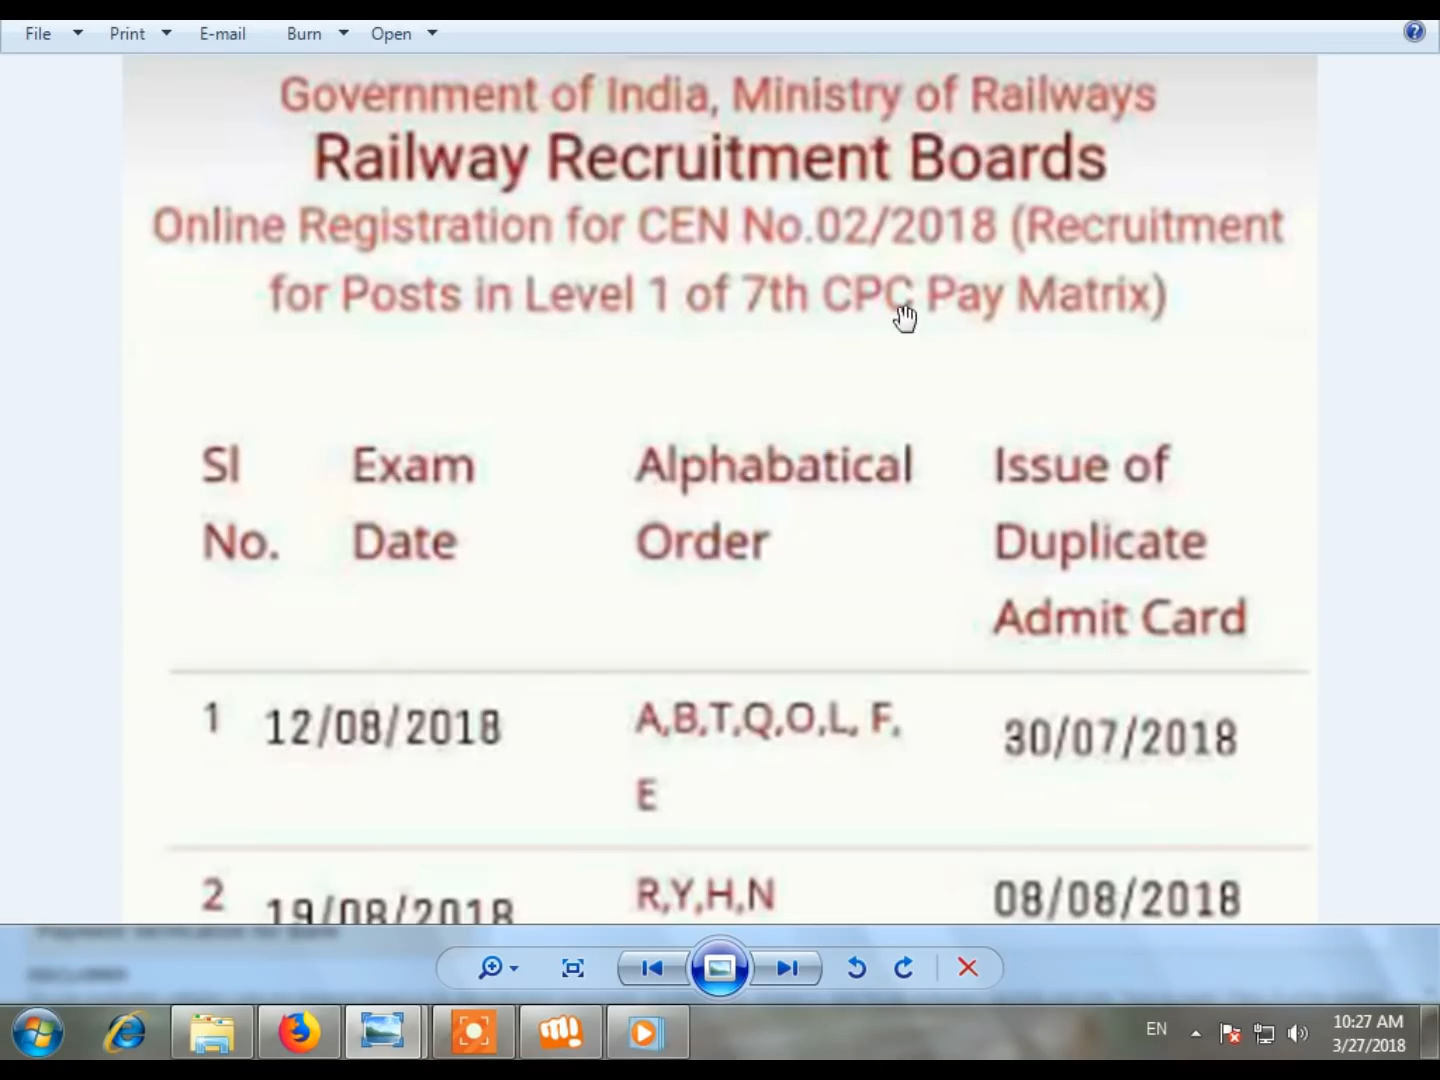 File Print E-mail Burn Open
Government of India, Ministry of Railways
Railway Recruitment Boards
Online Registration for CEN No.02/2018 (Recruitment
for Posts in Level 1 of 7th CPC Pay Matrix)
Sl Exam Alphabatical Issue of
No. Date Order Duplicate
Admit Card
1 12/08/2018 A,B,T,Q,O,L, F, 30/07/2018
E
2 19/08/2018 R,Y,H,N 08/08/2018
EN 10:27 AM
3/27/2018